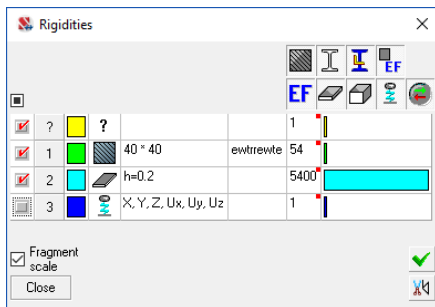 Rigidities
EF
EF
? ? 1
1 40 * 40 ewtrrewte 54
2 h=0.2 5400
3 X, Y, Z, Ux, Uy, Uz 1
Fragment
scale
Close